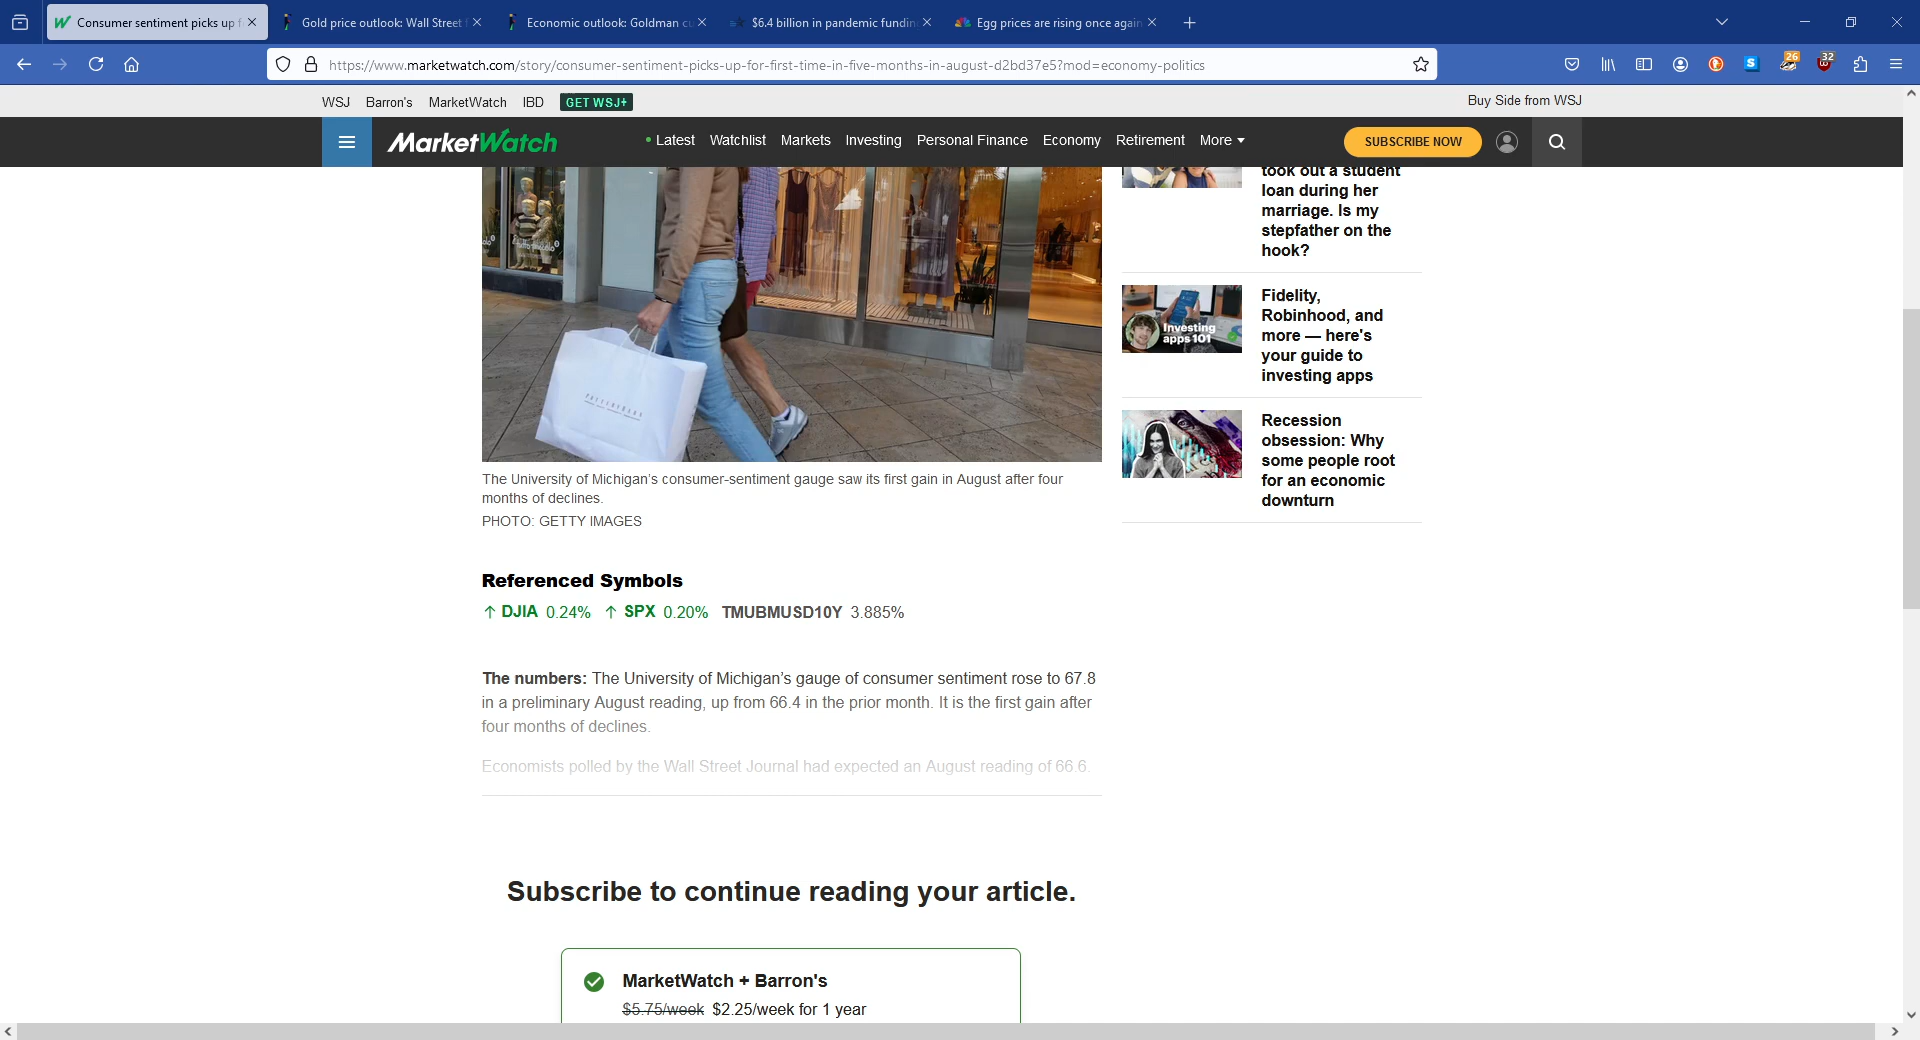 Consumer sentiment picks up f
Gold price outlook: Wall Street f
Economic outlook: Goldman cu
$6.4 billion in pandemic fundin
Egg prices are rising once again
https://www.marketwatch.com/story/consumer-sentiment-picks-up-for-first-time-in-five-months-in-august-d2bd37e5?mod=economy-politics
S
26
32
WSJ Barron's MarketWatch IBD GET WSJ+
Buy Side from WSJ
MarketWatch
Latest Watchlist Markets Investing Personal Finance Economy Retirement More
SUBSCRIBE NOW
took out a student
loan during her
marriage. Is my
stepfather on the
hook?
Investing
apps 101
Fidelity,
Robinhood, and
more — here's
your guide to
investing apps
Recession
obsession: Why
some people root
for an economic
downturn
POTTERY BARN
The University of Michigan's consumer-sentiment gauge saw its first gain in August after four
months of declines.
PHOTO: GETTY IMAGES
Referenced Symbols
↑ DJIA 0.24% ↑ SPX 0.20% TMUBMUSD10Y 3.885%
The numbers: The University of Michigan’s gauge of consumer sentiment rose to 67.8
in a preliminary August reading, up from 66.4 in the prior month. It is the first gain after
four months of declines.
Economists polled by the Wall Street Journal had expected an August reading of 66.6.
Subscribe to continue reading your article.
MarketWatch + Barron's
$5.75/week $2.25/week for 1 year